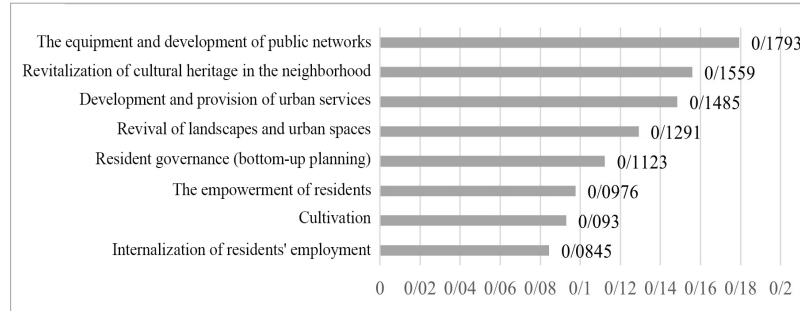 The equipment and development of public networks 0/1793
Revitalization of cultural heritage in the neighborhood 0/1559
Development and provision of urban services 0/1485
Revival of landscapes and urban spaces 0/1291
Resident governance (bottom-up planning) 0/1123
The empowerment of residents 0/0976
Cultivation 0/093
Internalization of residents' employment 0/0845
0 0/02 0/04 0/06 0/08 0/1 0/12 0/14 0/16 0/18 0/2